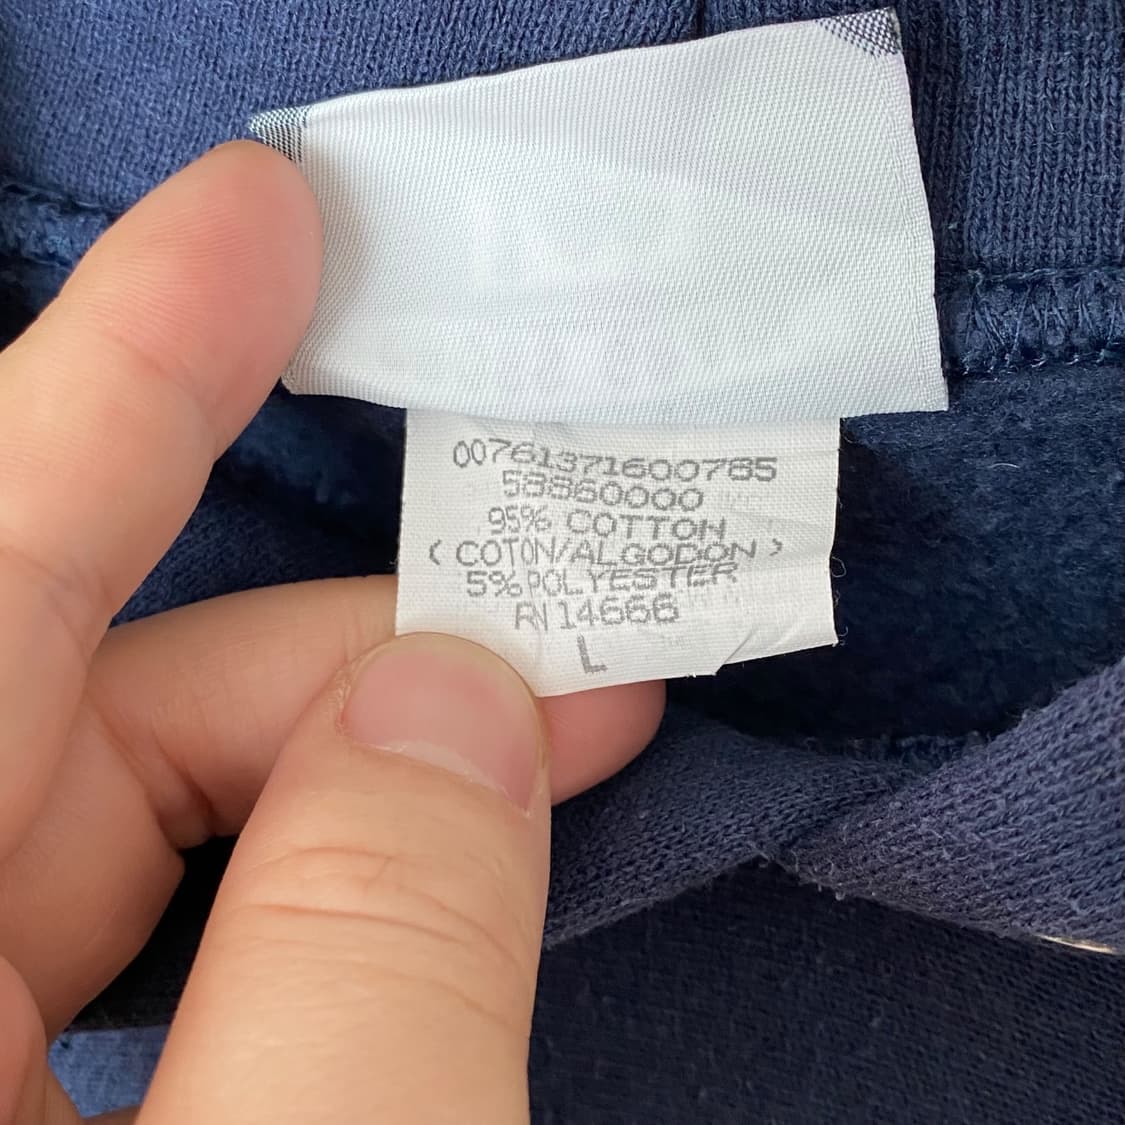 00761371600785
58860000
95% COTTON
< COTON/ALGODON >
5% POLYESTER
RN 14666
L